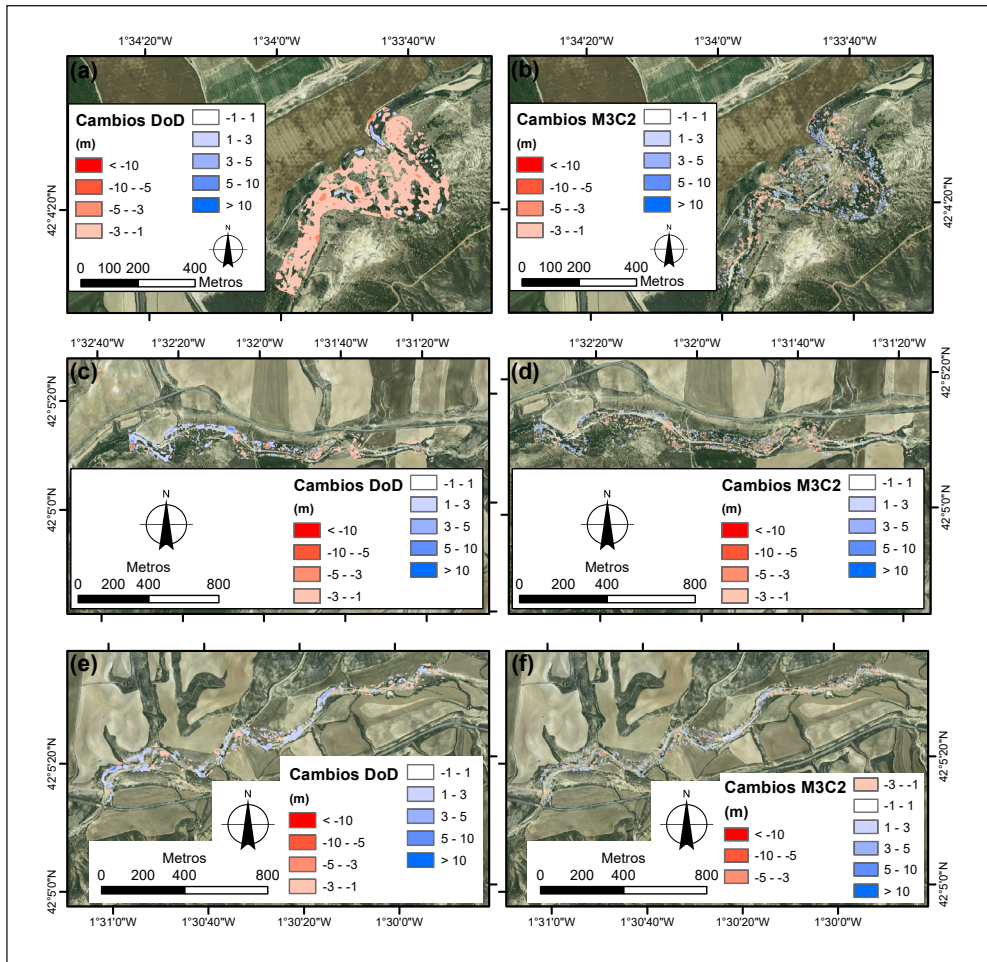 1°34'20"W 1°34'0"W 1°33'40"W
1°34'20"W 1°34'0"W 1°33'40"W
(a)
Cambios DoD
(m)
< -10
-10 - -5
-5 - -3
-3 - -1
-1 - 1
1 - 3
3 - 5
5 - 10
> 10
N
0 100 200 400
Metros
42°4'20"N
1°34'0"W 1°33'40"W
(b)
Cambios M3C2
(m)
< -10
-10 - -5
-5 - -3
-3 - -1
-1 - 1
1 - 3
3 - 5
5 - 10
> 10
N
0 100 200 400
Metros
42°4'20"N
1°34'0"W 1°33'40"W
1°32'40"W 1°32'20"W 1°32'0"W 1°31'40"W 1°31'20"W
1°32'20"W 1°32'0"W 1°31'40"W 1°31'20"W
(c)
42°5'20"N
42°5'0"N
N
Metros
0 200 400 800
Cambios DoD
(m)
< -10
-10 - -5
-5 - -3
-3 - -1
-1 - 1
1 - 3
3 - 5
5 - 10
> 10
(d)
42°5'20"N
42°5'0"N
N
Metros
0 200 400 800
Cambios M3C2
(m)
< -10
-10 - -5
-5 - -3
-3 - -1
-1 - 1
1 - 3
3 - 5
5 - 10
> 10
(e)
42°5'20"N
42°5'0"N
N
Metros
0 200 400 800
Cambios DoD
(m)
< -10
-10 - -5
-5 - -3
-3 - -1
-1 - 1
1 - 3
3 - 5
5 - 10
> 10
1°31'0"W 1°30'40"W 1°30'20"W 1°30'0"W
(f)
42°5'20"N
42°5'0"N
N
Metros
0 200 400 800
Cambios M3C2
(m)
< -10
-10 - -5
-5 - -3
-3 - -1
-1 - 1
1 - 3
3 - 5
5 - 10
> 10
1°31'0"W 1°30'40"W 1°30'20"W 1°30'0"W